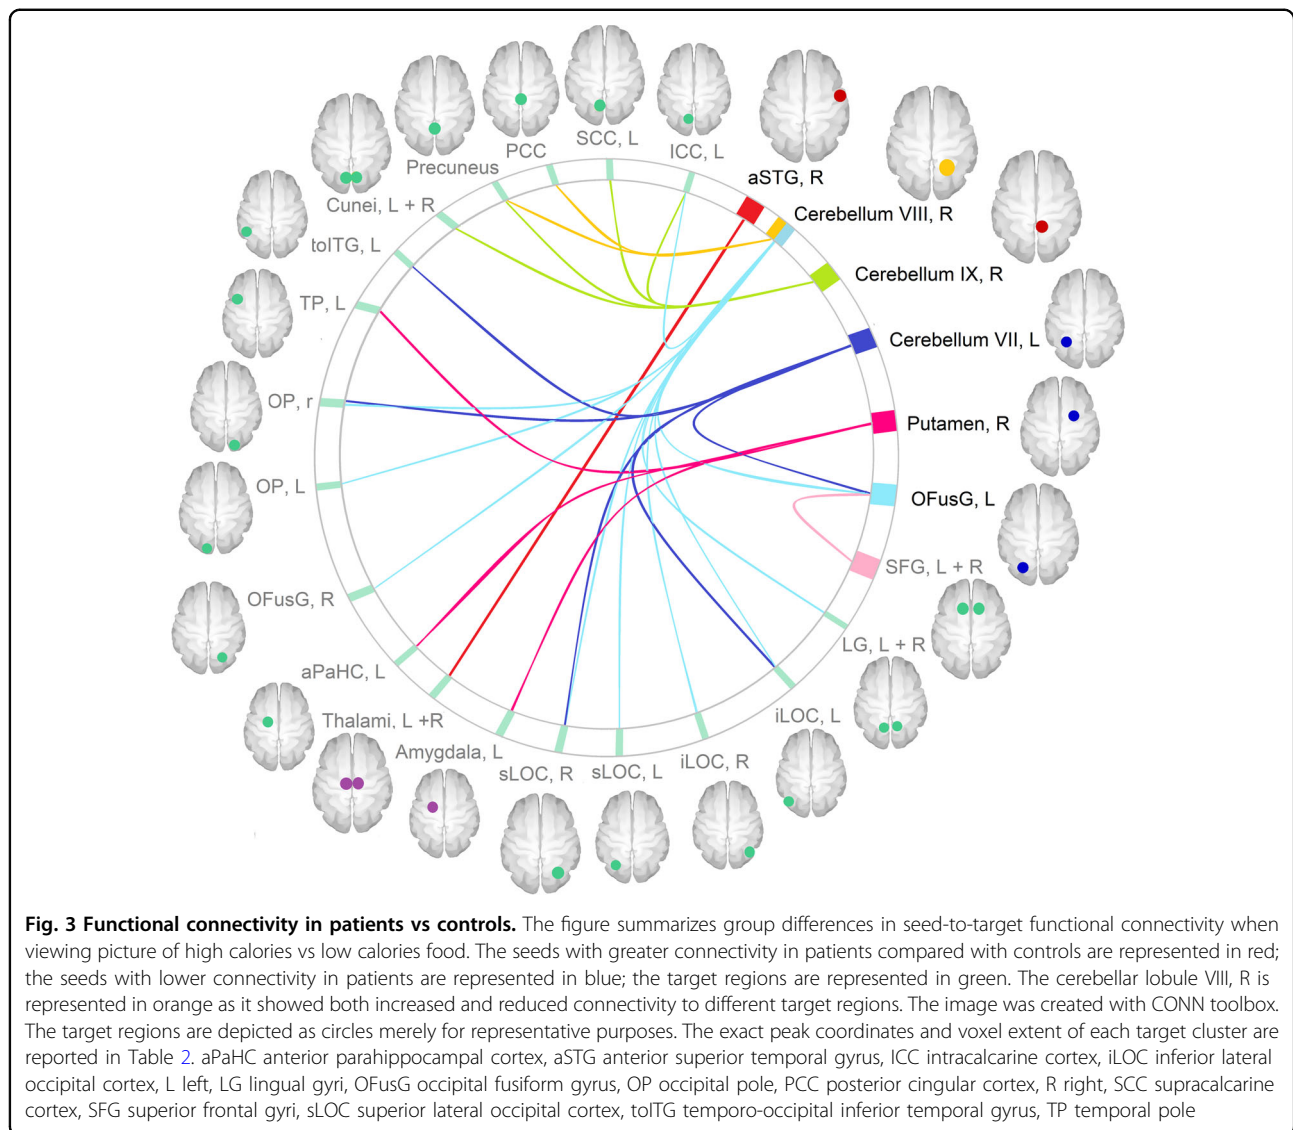 SCC, L
ICC, L
PCC
Precuneus
aSTG, R
Cunei, L + R
Cerebellum VIII, R
toITG, L
Cerebellum IX, R
TP, L
Cerebellum VII, L
OP, r
Putamen, R
OP, L
OFusG, L
SFG, L + R
OFusG, R
LG, L + R
aPaHC, L
iLOC, L
Thalami, L +R
Amygdala, L
sLOC, R
sLOC, L
iLOC, R
Fig. 3 Functional connectivity in patients vs controls. The figure summarizes group differences in seed-to-target functional connectivity when
viewing picture of high calories vs low calories food. The seeds with greater connectivity in patients compared with controls are represented in red;
the seeds with lower connectivity in patients are represented in blue; the target regions are represented in green. The cerebellar lobule VIII, R is
represented in orange as it showed both increased and reduced connectivity to different target regions. The image was created with CONN toolbox.
The target regions are depicted as circles merely for representative purposes. The exact peak coordinates and voxel extent of each target cluster are
reported in Table 2. aPaHC anterior parahippocampal cortex, aSTG anterior superior temporal gyrus, ICC intracalcarine cortex, iLOC inferior lateral
occipital cortex, L left, LG lingual gyri, OFusG occipital fusiform gyrus, OP occipital pole, PCC posterior cingular cortex, R right, SCC supracalcarine
cortex, SFG superior frontal gyri, sLOC superior lateral occipital cortex, toITG temporo-occipital inferior temporal gyrus, TP temporal pole